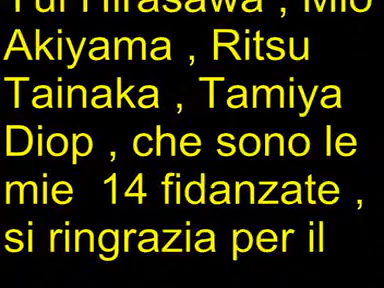 Yui Hirasawa , Mio
Akiyama , Ritsu
Tainaka , Tamiya
Diop , che sono le
mie  14 fidanzate ,
si ringrazia per il